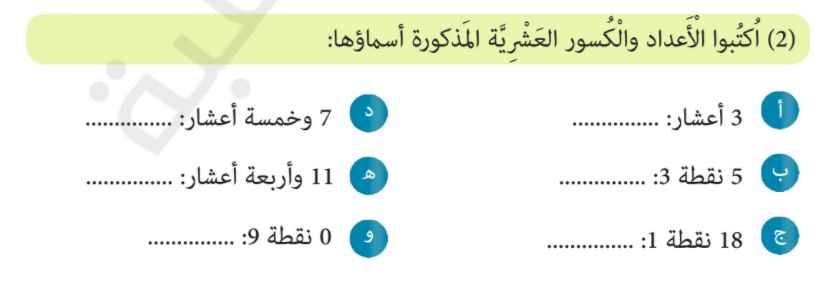 (2) اُكتُبوا الْأَعداد والْكُسور العَشْرِيَّة المَذكورة أسماؤها:
أ 3 أعشار: ...............
د 7 وخمسة أعشار: ...............
ب 5 نقطة 3: ...............
ه 11 وأربعة أعشار: ...............
ج 18 نقطة 1: ...............
و 0 نقطة 9: ...............